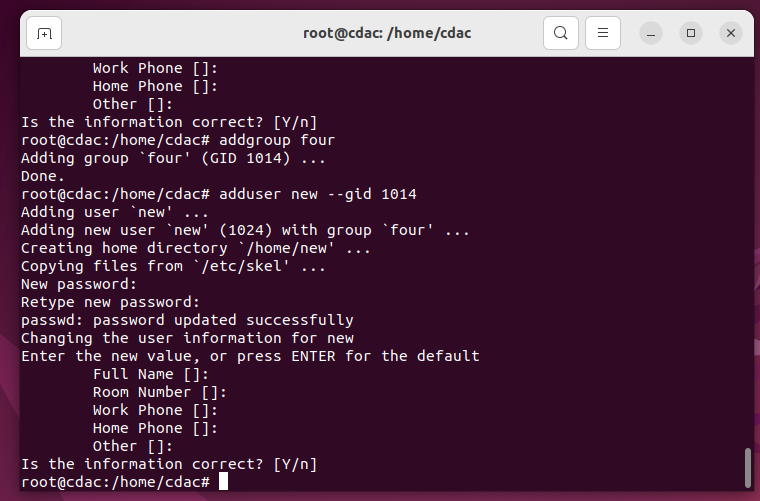 root@cdac: /home/cdac
Work Phone []:
Home Phone []:
Other []:
Is the information correct? [Y/n]
root@cdac:/home/cdac# addgroup four
Adding group `four' (GID 1014) ...
Done.
root@cdac:/home/cdac# adduser new --gid 1014
Adding user `new' ...
Adding new user `new' (1024) with group `four' ...
Creating home directory `/home/new' ...
Copying files from `/etc/skel' ...
New password:
Retype new password:
passwd: password updated successfully
Changing the user information for new
Enter the new value, or press ENTER for the default
Full Name []:
Room Number []:
Work Phone []:
Home Phone []:
Other []:
Is the information correct? [Y/n]
root@cdac:/home/cdac#